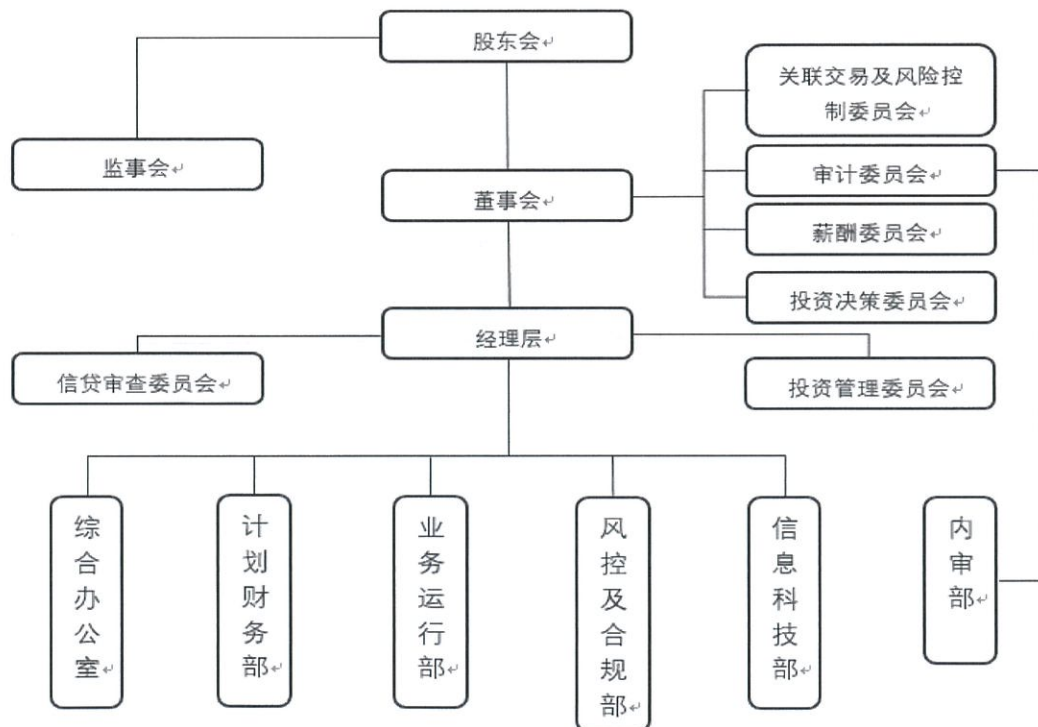 股东会
关联交易及风险控
制委员会
监事会
审计委员会
董事会
薪酬委员会
投资决策委员会
经理层
信贷审查委员会
投资管理委员会
综合办公室
计划财务部
业务运行部
风控及合规部
信息科技部
内审部